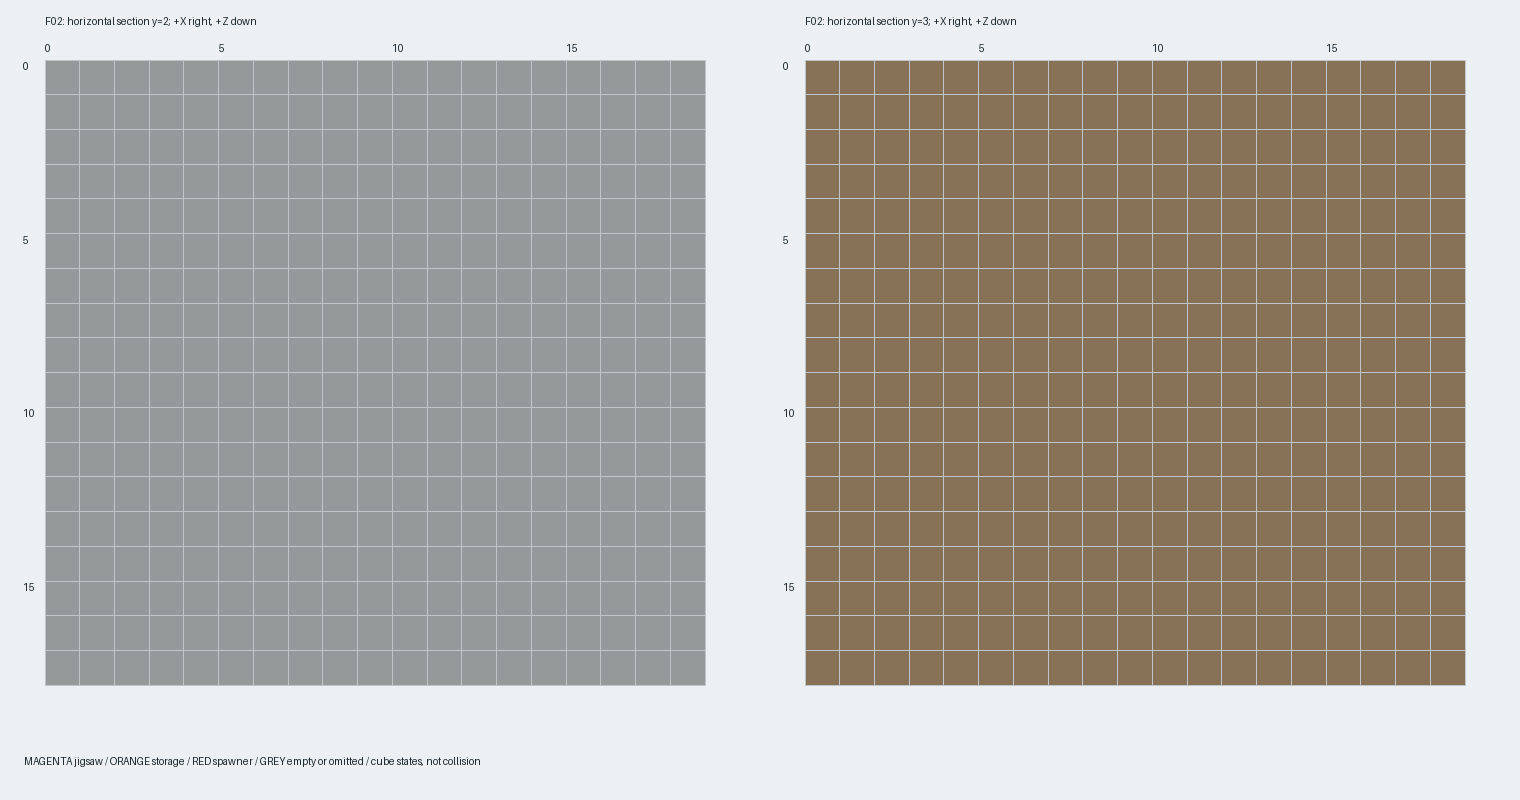 F02: horizontal section y=2; +X right, +Z down
0 5 10 15
0
5
10
15
F02: horizontal section y=3; +X right, +Z down
0 5 10 15
0
5
10
15
MAGENTA jigsaw / ORANGE storage / RED spawner / GREY empty or omitted / cube states, not collision